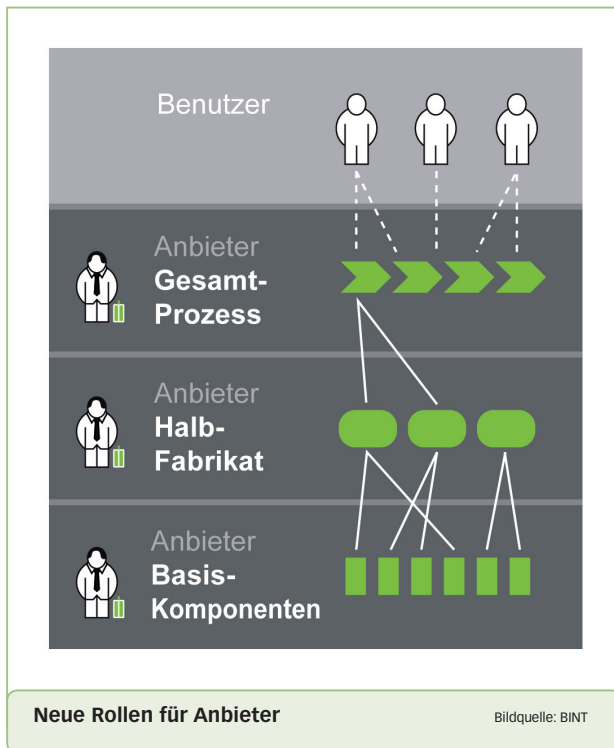 Benutzer
Anbieter
Gesamt-
Prozess
Anbieter
Halb-
Fabrikat
Anbieter
Basis-
Komponenten
Neue Rollen für Anbieter
Bildquelle: BINT